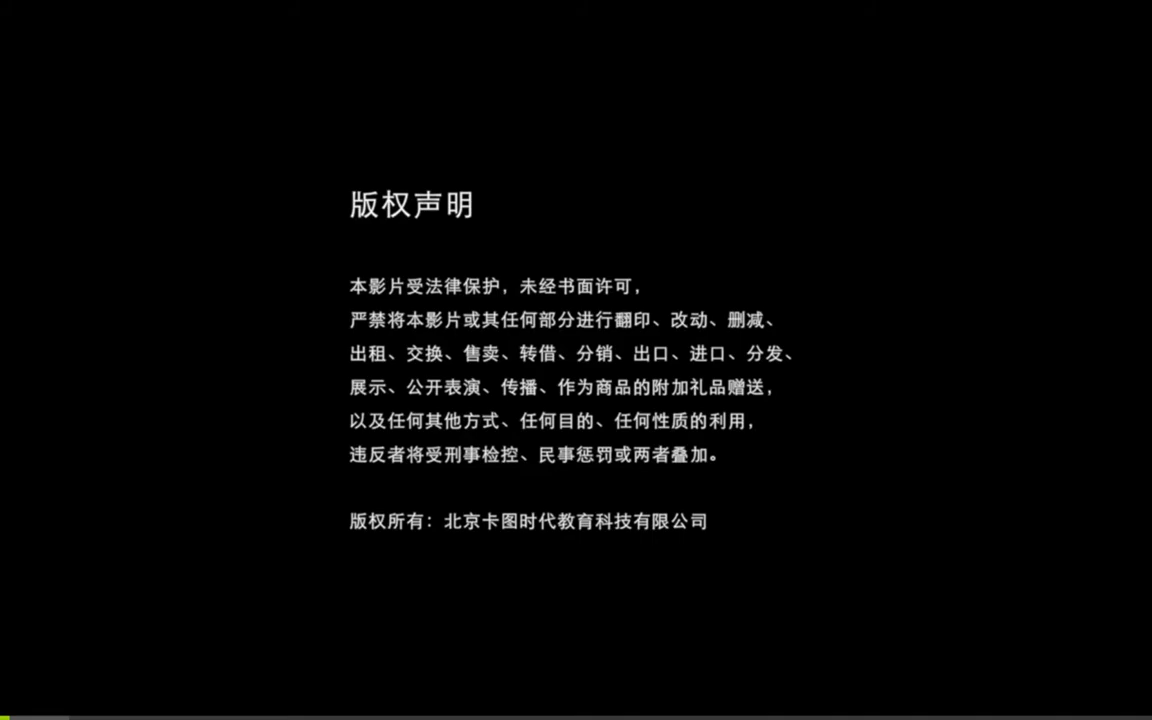 版权声明
本影片受法律保护，未经书面许可，
严禁将本影片或其任何部分进行翻印、改动、删减、
出租、交换、售卖、转借、分销、出口、进口、分发、
展示、公开表演、传播、作为商品的附加礼品赠送，
以及任何其他方式、任何目的、任何性质的利用，
违反者将受刑事检控、民事惩罚或两者叠加。
版权所有：北京卡图时代教育科技有限公司